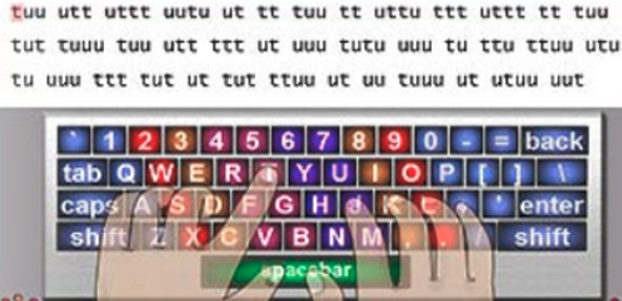 tuu utt uttt uutu ut tt tuu tt uttu ttt uttt tt tuu
tut tuuu tuu utt ttt ut uuu tutu uuu tu ttu ttuu utu
tu uuu ttt tut ut tut ttuu ut uu tuuu ut utuu uut
` 1 2 3 4 5 6 7 8 9 0 - = back
tab Q W E R T Y U I O P [ ] \
caps A S D F G H J K L ; ' enter
shift Z X C V B N M , . / shift
spacebar